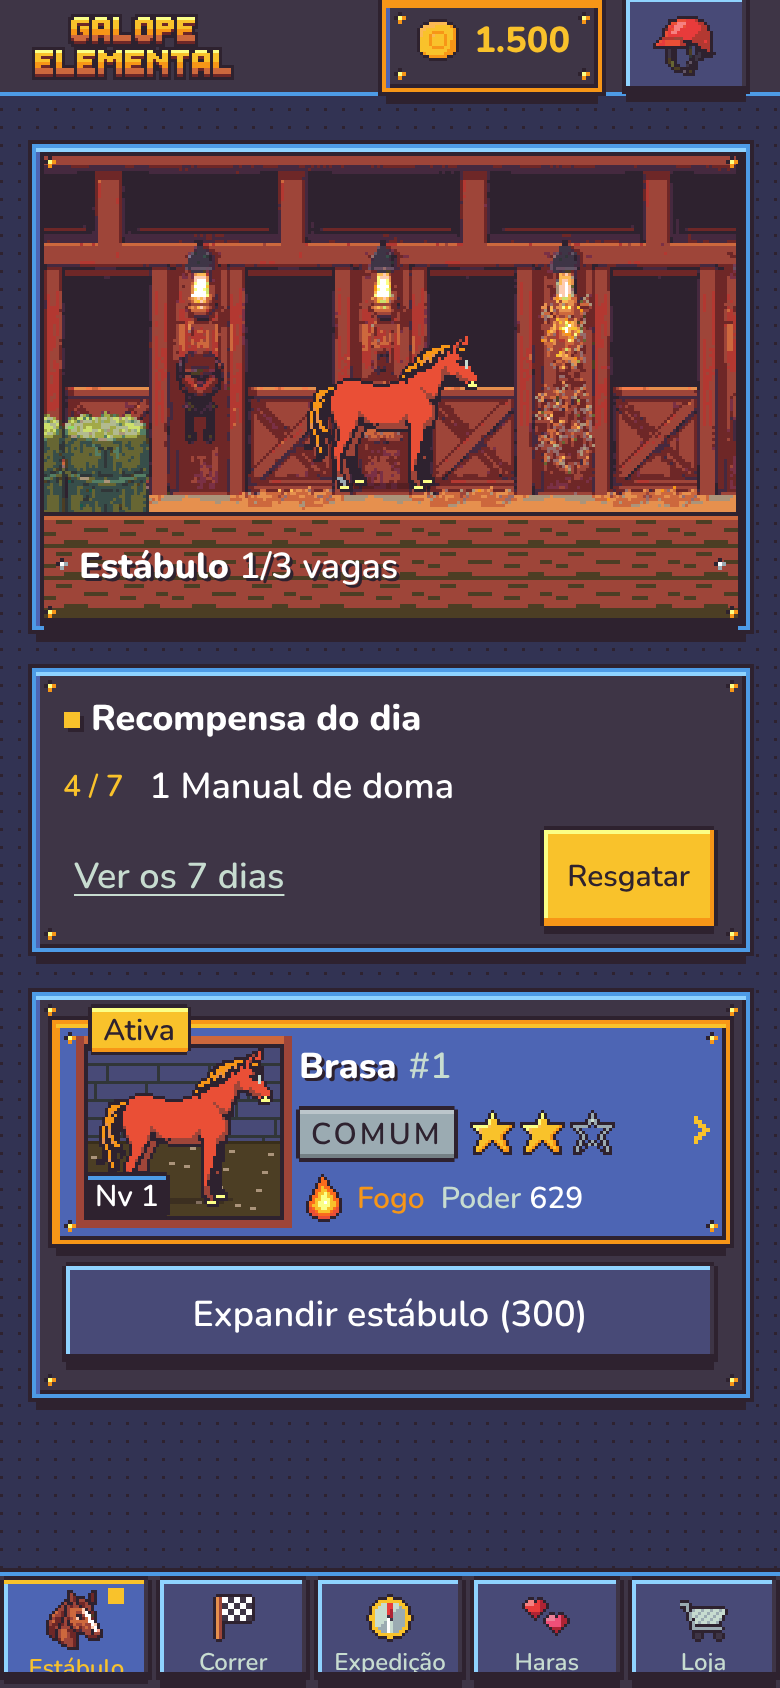 GALOPE
ELEMENTAL
1.500
Estábulo 1/3 vagas
Recompensa do dia
4 / 7 1 Manual de doma
Ver os 7 dias
Resgatar
Ativa
Brasa #1
COMUM
Nv 1
Fogo Poder 629
Expandir estábulo (300)
Estábulo
Correr
Expedição
Haras
Loja